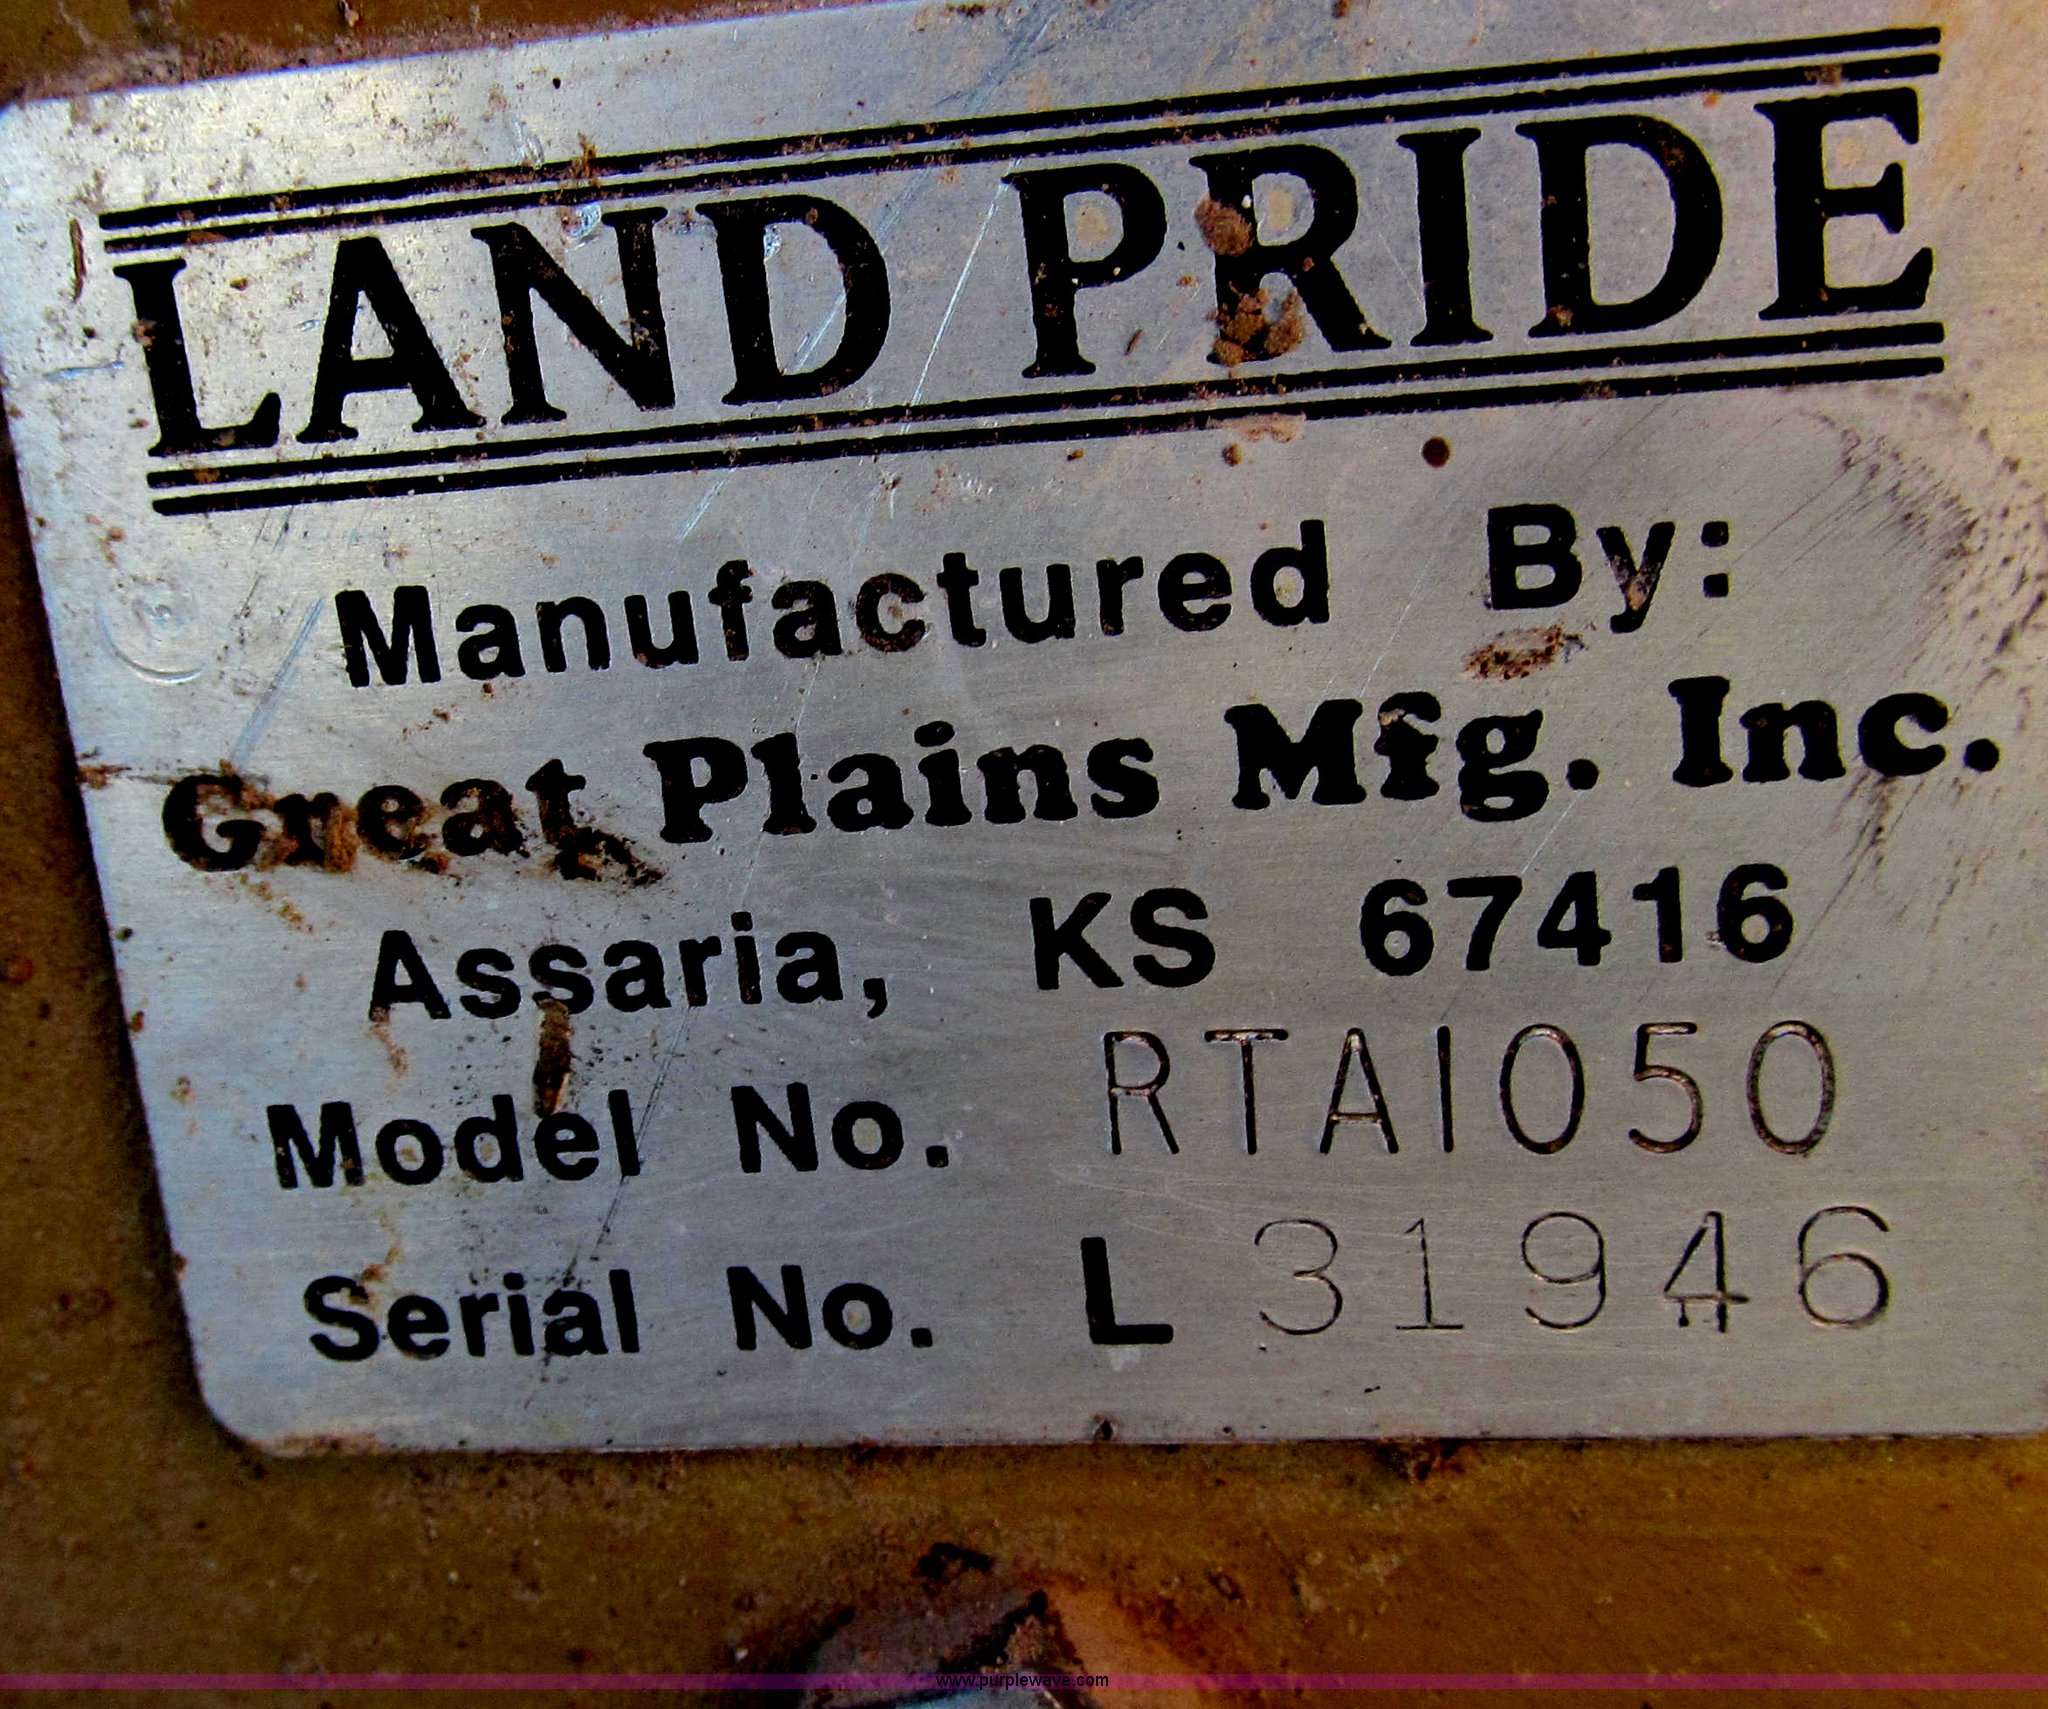 LAND PRIDE
Manufactured By:
Great Plains Mfg. Inc.
Assaria, KS 67416
Model No. RTA1050
Serial No. L 31946
www.purplewave.com